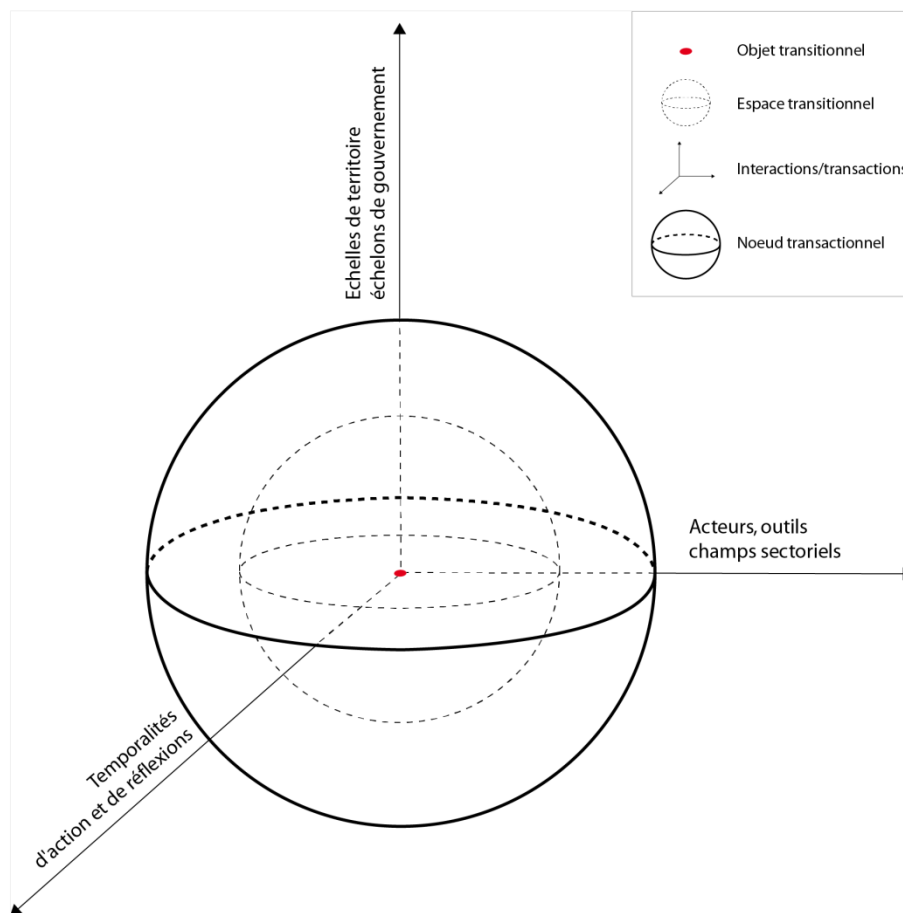 Objet transitionnel
Espace transitionnel
Interactions/transactions
Noeud transactionnel
Echelles de territoire
échelons de gouvernement
Acteurs, outils
champs sectoriels
Temporalités
d'action et de réflexions